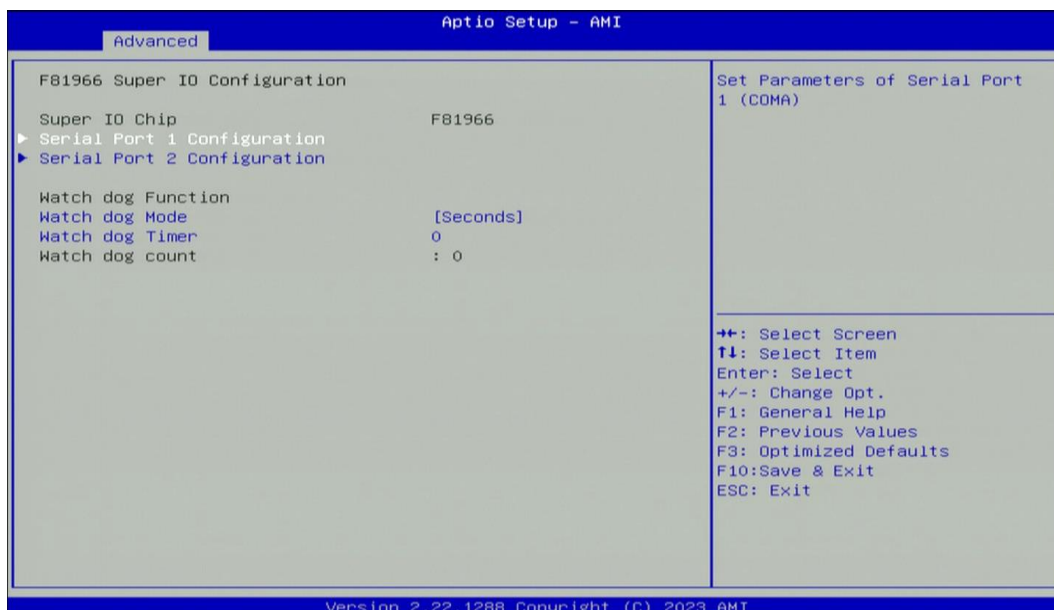 Aptio Setup – AMI
Advanced
F81966 Super IO Configuration
Super IO Chip F81966
Serial Port 1 Configuration
Serial Port 2 Configuration
Watch dog Function
Watch dog Mode [Seconds]
Watch dog Timer 0
Watch dog count : 0
Set Parameters of Serial Port
1 (COMA)
→←: Select Screen
↑↓: Select Item
Enter: Select
+/-: Change Opt.
F1: General Help
F2: Previous Values
F3: Optimized Defaults
F10:Save & Exit
ESC: Exit
Version 2.22.1288 Copyright (C) 2023 AMI